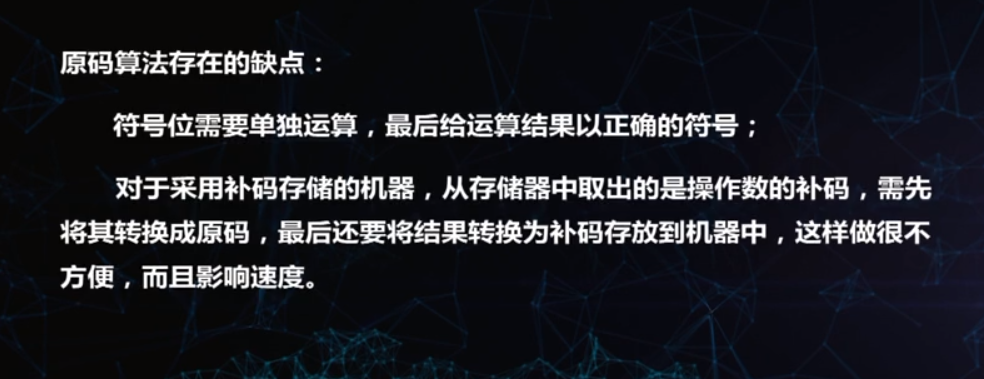 原码算法存在的缺点：
符号位需要单独运算，最后给运算结果以正确的符号；
对于采用补码存储的机器，从存储器中取出的是操作数的补码，需先
将其转换成原码，最后还要将结果转换为补码存放到机器中，这样做很不
方便，而且影响速度。